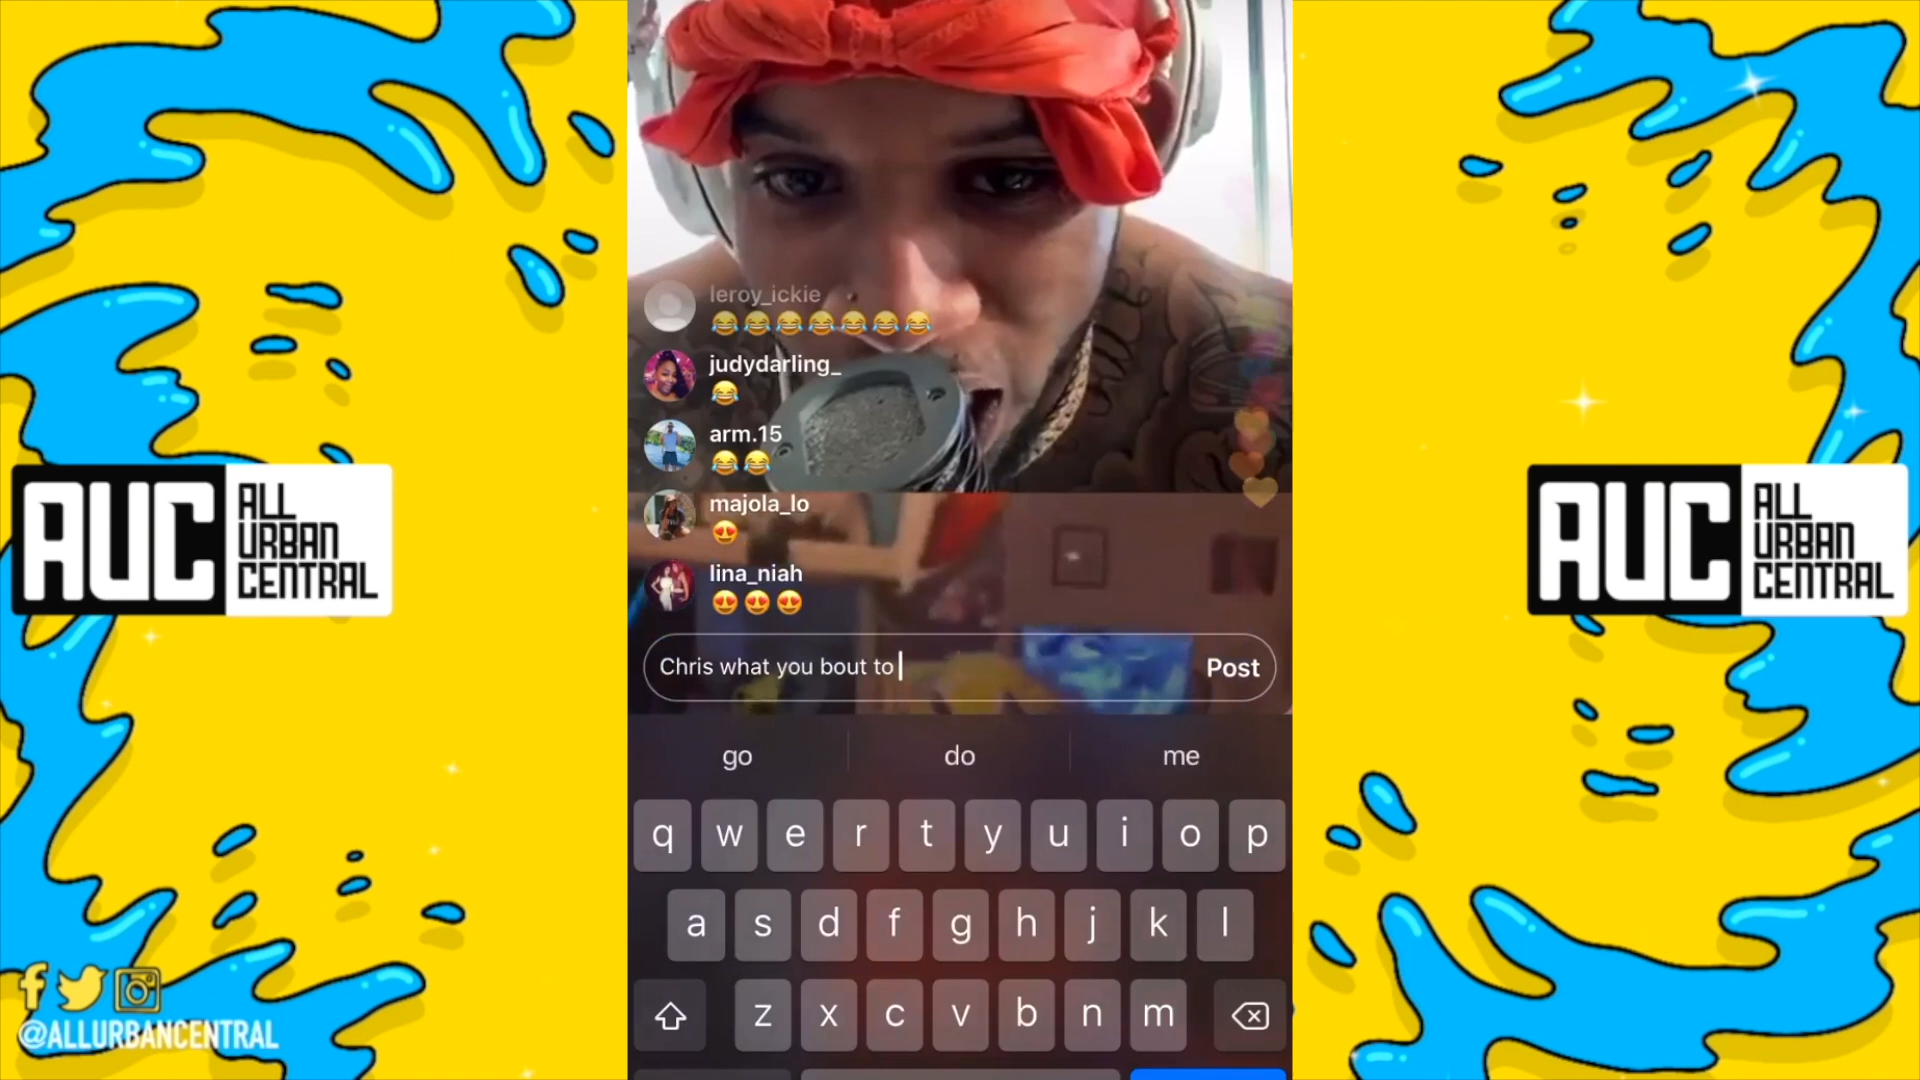 leroy_ickie
😂😂😂😂😂😂😂
judydarling_
😂
arm.15
😂😂
majola_lo
😍
lina_niah
😍😍😍
Chris what you bout to
Post
go do me
q w e r t y u i o p
a s d f g h j k l
z x c v b n m
AUC
ALL
URBAN
CENTRAL
AUC
ALL
URBAN
CENTRAL
@ALLURBANCENTRAL